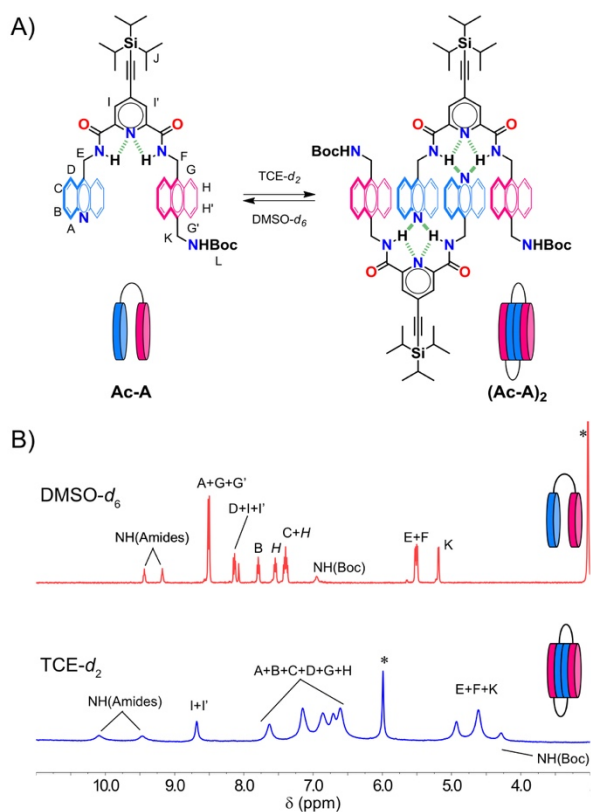 A)
Si
J
I I'
N
O O
E N H H N F
D G
C H
B N H'
A G'
K NHBoc
L
Ac-A
TCE-d2
DMSO-d6
Si
N
O O
BocHN N H H N
N
N
N H H N NHBoc
O N O
Si
(Ac-A)2
B)
DMSO-d6
NH(Amides)
A+G+G'
D+I+I'
B
H
C+H
NH(Boc)
E+F
K
*
TCE-d2
NH(Amides)
I+I'
A+B+C+D+G+H
*
E+F+K
NH(Boc)
10.0 9.0 8.0 7.0 6.0 5.0 4.0
δ (ppm)